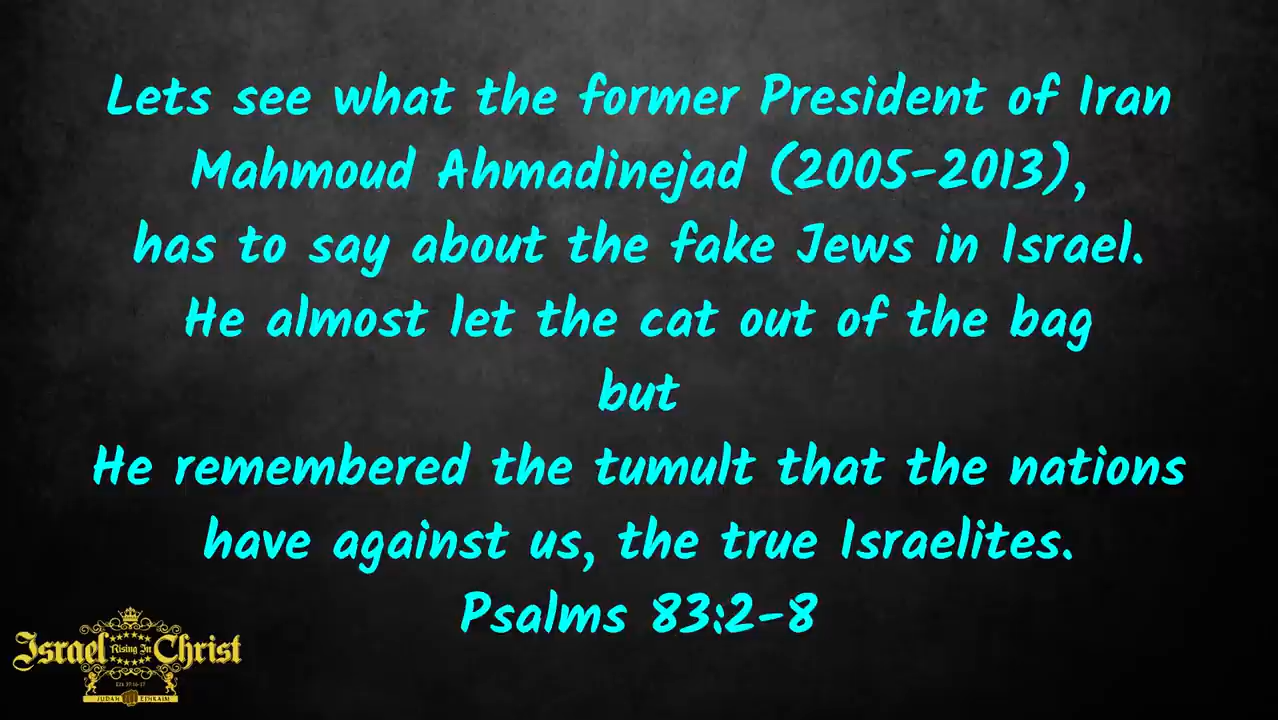 Lets see what the former President of Iran
Mahmoud Ahmadinejad (2005-2013),
has to say about the fake Jews in Israel.
He almost let the cat out of the bag
but
He remembered the tumult that the nations
have against us, the true Israelites.
Psalms 83:2-8
Israel Rising In Christ
JUDAH EPHRAIM